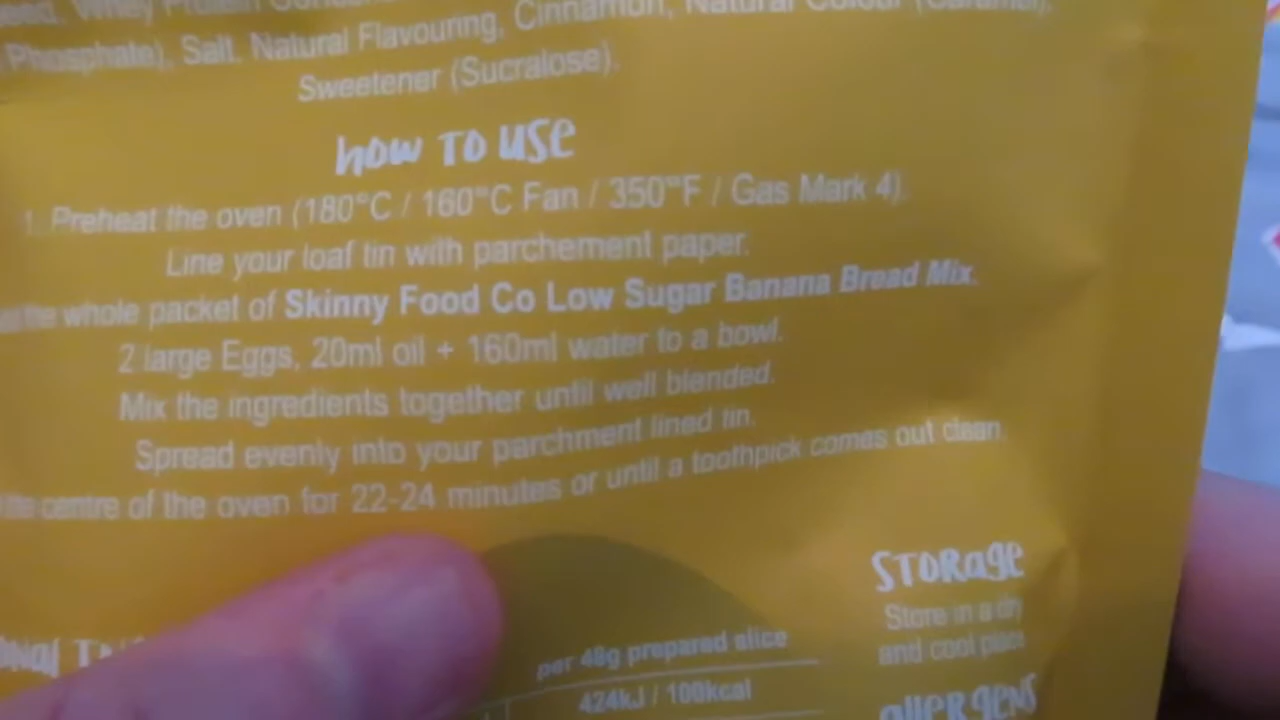 Phosphate), Salt, Natural Flavouring, Cinnamon, Natural Colour (Caramel),
Sweetener (Sucralose).
how to use
1. Preheat the oven (180°C / 160°C Fan / 350°F / Gas Mark 4).
Line your loaf tin with parchement paper.
whole packet of Skinny Food Co Low Sugar Banana Bread Mix,
2 large Eggs, 20ml oil + 160ml water to a bowl.
Mix the ingredients together until well blended.
Spread evenly into your parchment lined tin.
centre of the oven for 22-24 minutes or until a toothpick comes out clean.
storage
Store in a dry
and cool place
per 48g prepared slice
424kJ / 100kcal
allergens